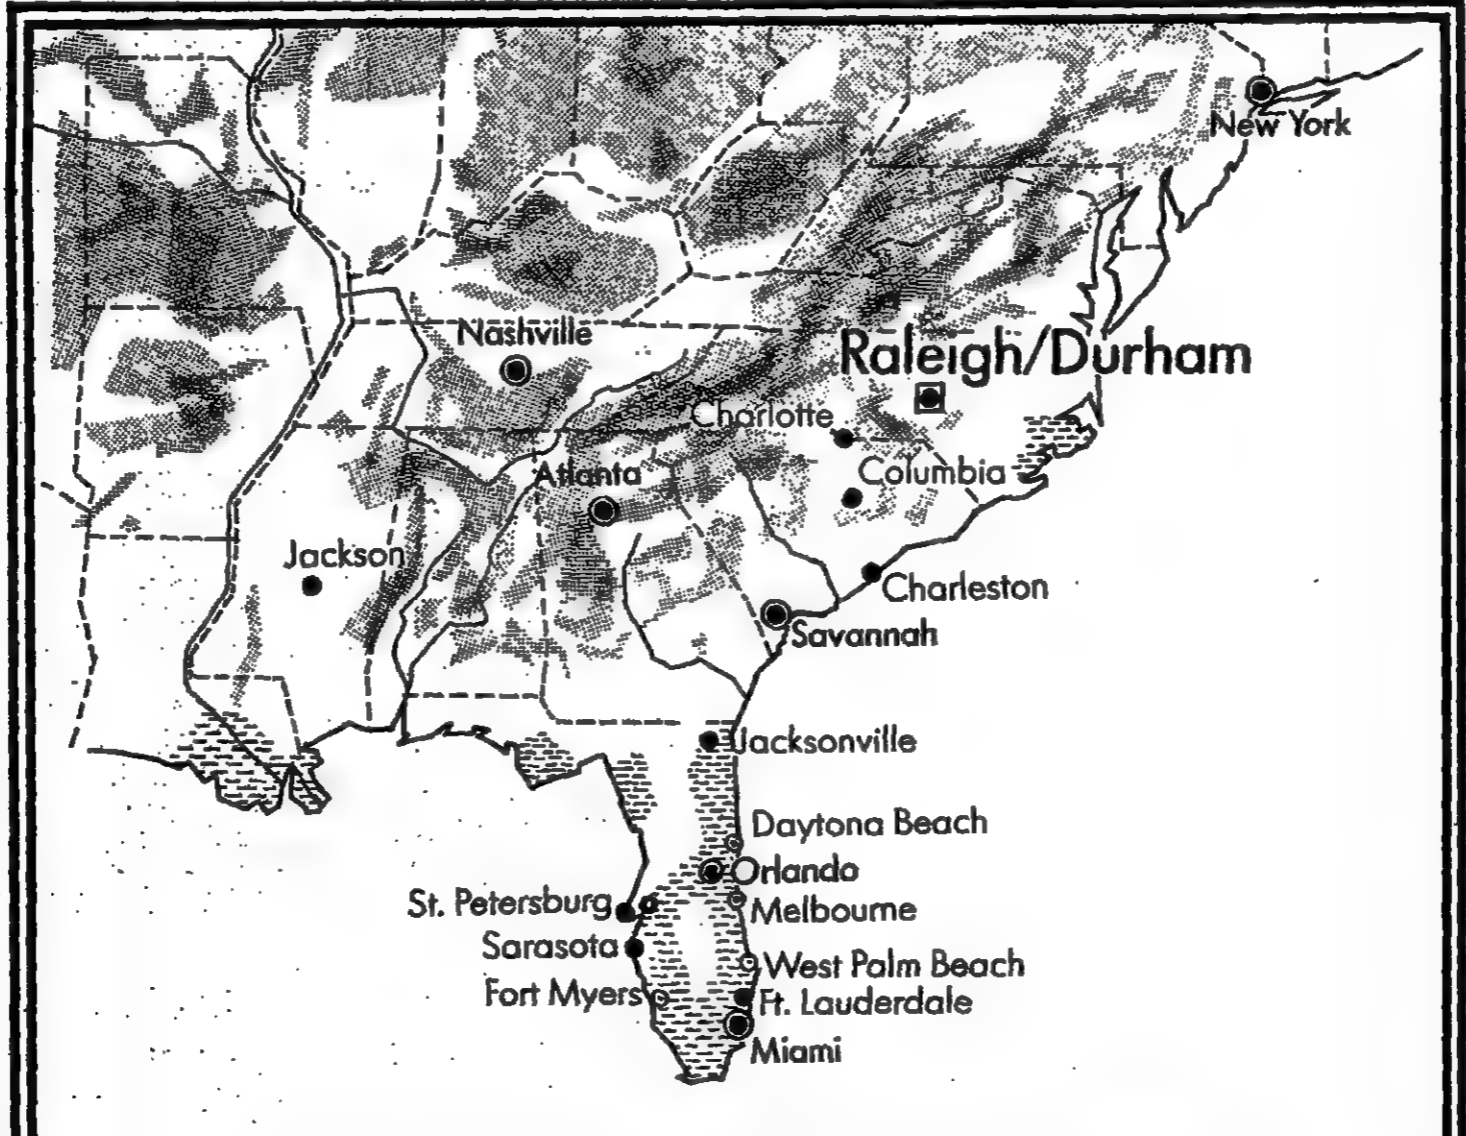 New York
Nashville
Raleigh/Durham
Charlotte
Atlanta
Columbia
Jackson
Charleston
Savannah
Jacksonville
Daytona Beach
Orlando
St. Petersburg
Melbourne
Sarasota
West Palm Beach
Fort Myers
Ft. Lauderdale
Miami